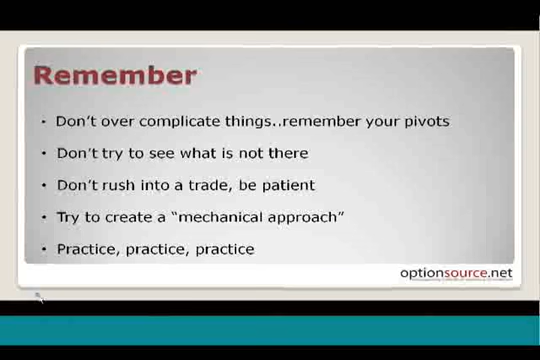 Remember
• Don't over complicate things..remember your pivots
• Don't try to see what is not there
• Don't rush into a trade, be patient
• Try to create a “mechanical approach”
• Practice, practice, practice
optionsource.net